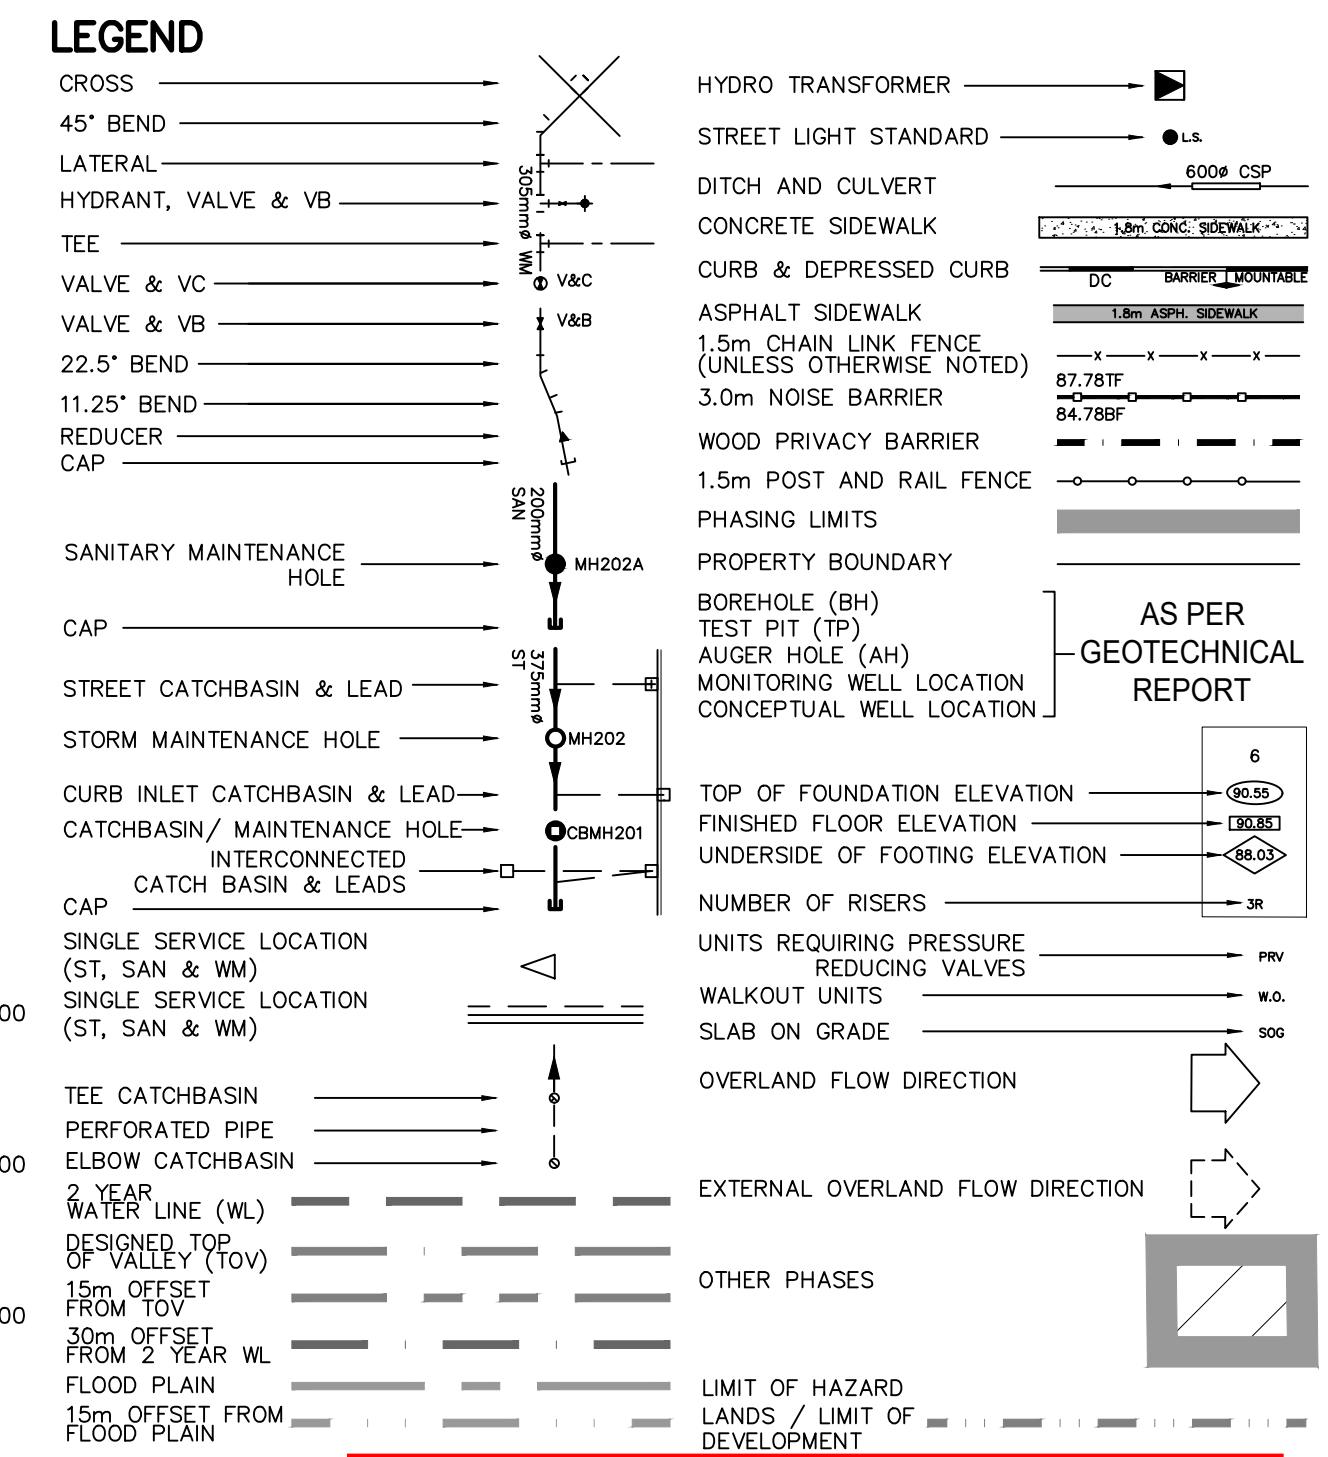 LEGEND
CROSS
45° BEND
LATERAL
HYDRANT, VALVE & VB
TEE
VALVE & VC
VALVE & VB
22.5° BEND
11.25° BEND
REDUCER
CAP
305mmø WM
V&C
V&B
200mmø
SAN
SANITARY MAINTENANCE
HOLE
MH202A
CAP
375mmø
ST
STREET CATCHBASIN & LEAD
STORM MAINTENANCE HOLE
MH202
CURB INLET CATCHBASIN & LEAD
CATCHBASIN/ MAINTENANCE HOLE
CBMH201
INTERCONNECTED
CATCH BASIN & LEADS
CAP
SINGLE SERVICE LOCATION
(ST, SAN & WM)
SINGLE SERVICE LOCATION
(ST, SAN & WM)
00
TEE CATCHBASIN
PERFORATED PIPE
ELBOW CATCHBASIN
00
2 YEAR
WATER LINE (WL)
DESIGNED TOP
OF VALLEY (TOV)
15m OFFSET
FROM TOV
00
30m OFFSET
FROM 2 YEAR WL
FLOOD PLAIN
15m OFFSET FROM
FLOOD PLAIN
HYDRO TRANSFORMER
STREET LIGHT STANDARD
L.S.
DITCH AND CULVERT
600ø CSP
CONCRETE SIDEWALK
1.8m CONC. SIDEWALK
CURB & DEPRESSED CURB
DC
BARRIER
MOUNTABLE
ASPHALT SIDEWALK
1.8m ASPH. SIDEWALK
1.5m CHAIN LINK FENCE
(UNLESS OTHERWISE NOTED)
x x x x
87.78TF
3.0m NOISE BARRIER
84.78BF
WOOD PRIVACY BARRIER
1.5m POST AND RAIL FENCE
PHASING LIMITS
PROPERTY BOUNDARY
BOREHOLE (BH)
TEST PIT (TP)
AUGER HOLE (AH)
MONITORING WELL LOCATION
CONCEPTUAL WELL LOCATION
AS PER
GEOTECHNICAL
REPORT
6
TOP OF FOUNDATION ELEVATION
90.55
FINISHED FLOOR ELEVATION
90.85
UNDERSIDE OF FOOTING ELEVATION
88.03
NUMBER OF RISERS
3R
UNITS REQUIRING PRESSURE
REDUCING VALVES
PRV
WALKOUT UNITS
W.O.
SLAB ON GRADE
SOG
OVERLAND FLOW DIRECTION
EXTERNAL OVERLAND FLOW DIRECTION
OTHER PHASES
LIMIT OF HAZARD
LANDS / LIMIT OF
DEVELOPMENT